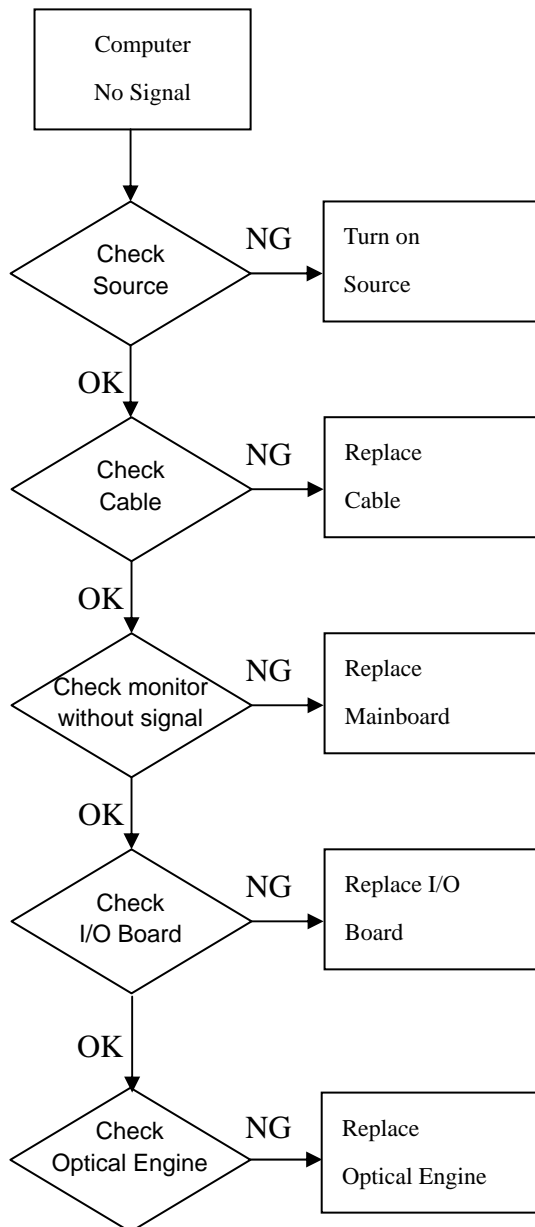 Computer
No Signal
Check
Source
NG
Turn on
Source
OK
Check
Cable
NG
Replace
Cable
OK
Check monitor
without signal
NG
Replace
Mainboard
OK
Check
I/O Board
NG
Replace I/O
Board
OK
Check
Optical Engine
NG
Replace
Optical Engine